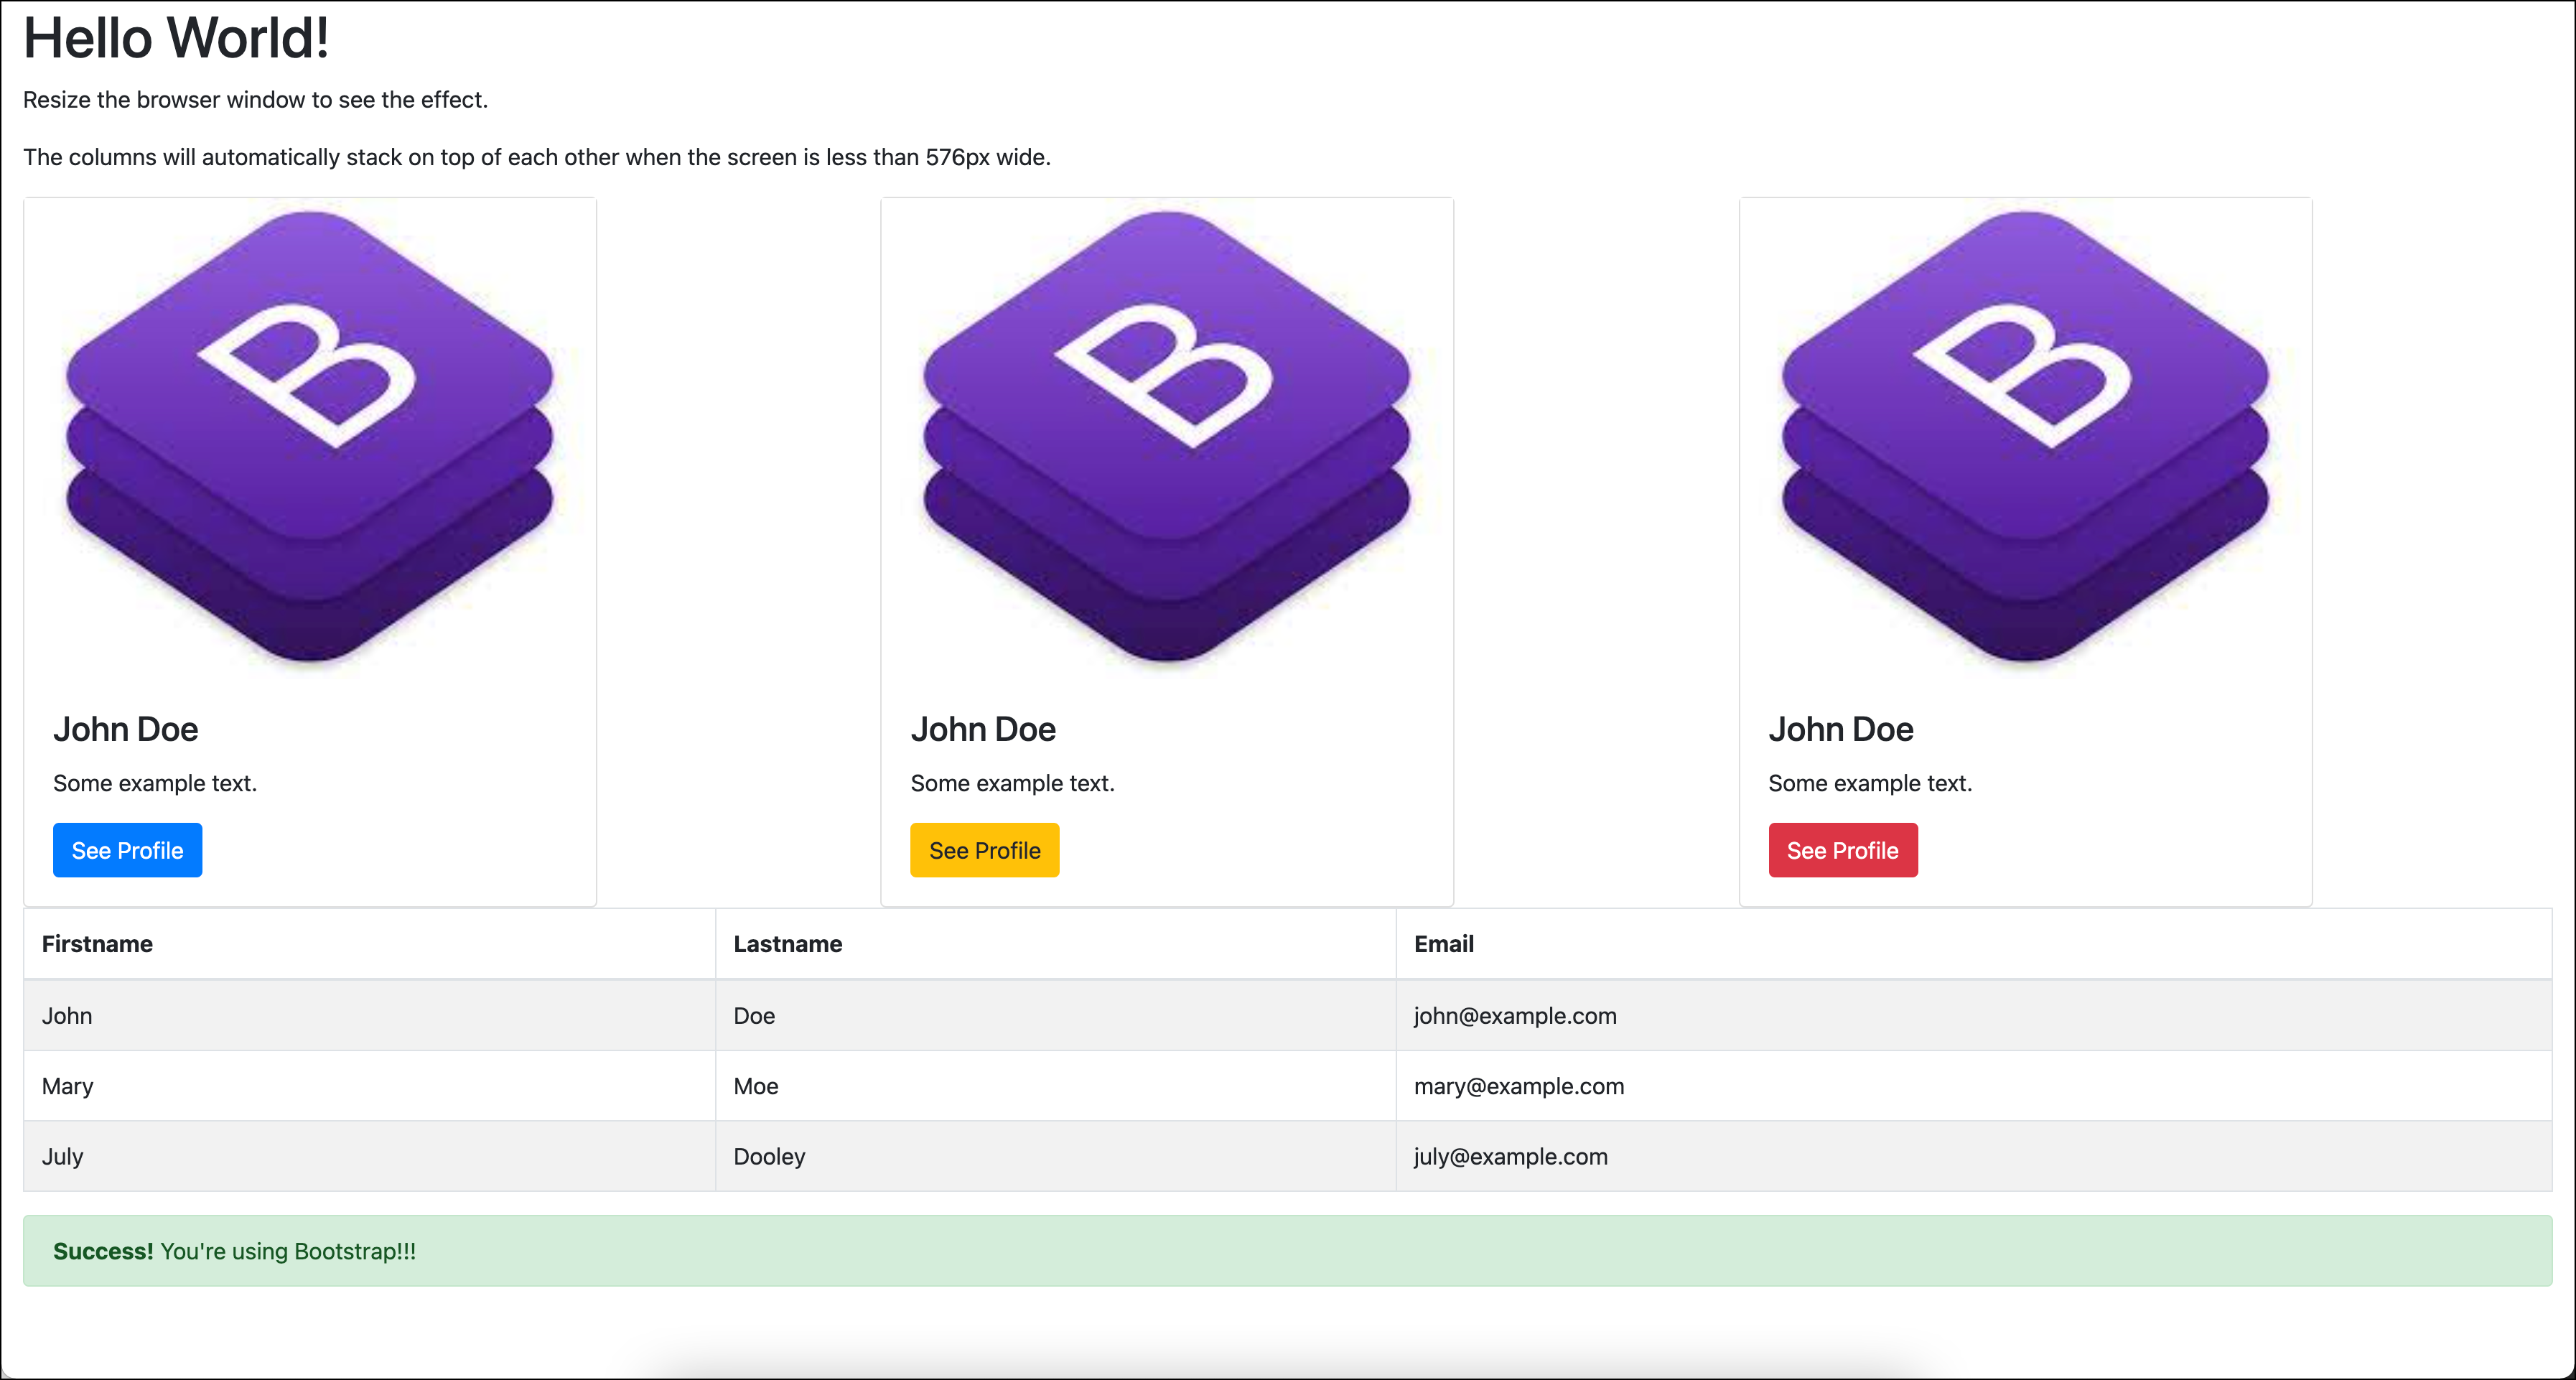 Hello World!
Resize the browser window to see the effect.
The columns will automatically stack on top of each other when the screen is less than 576px wide.
B B B
John Doe John Doe John Doe
Some example text. Some example text. Some example text.
See Profile See Profile See Profile
Firstname Lastname Email
John Doe john@example.com
Mary Moe mary@example.com
July Dooley july@example.com
Success! You're using Bootstrap!!!